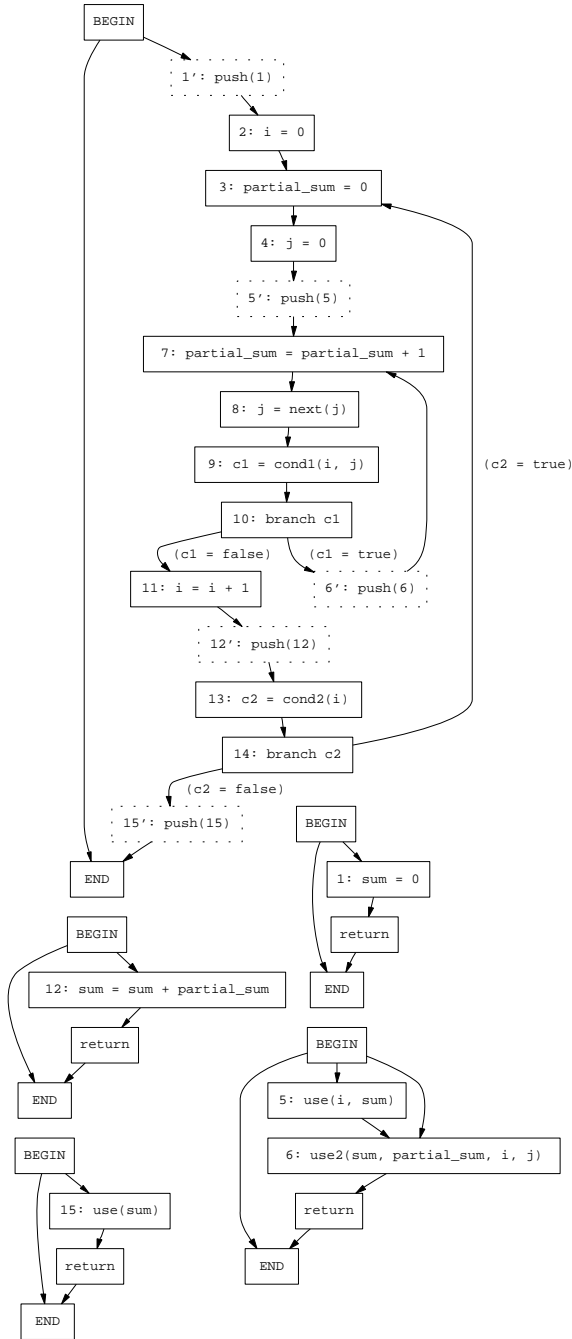 BEGIN
1’: push(1)
2: i = 0
3: partial_sum = 0
4: j = 0
5’: push(5)
7: partial_sum = partial_sum + 1
8: j = next(j)
9: c1 = cond1(i, j)
(c2 = true)
10: branch c1
(c1 = false)
(c1 = true)
11: i = i + 1
6’: push(6)
12’: push(12)
13: c2 = cond2(i)
14: branch c2
(c2 = false)
15’: push(15)
END
BEGIN
1: sum = 0
return
END
BEGIN
12: sum = sum + partial_sum
return
END
BEGIN
5: use(i, sum)
6: use2(sum, partial_sum, i, j)
return
END
BEGIN
15: use(sum)
return
END